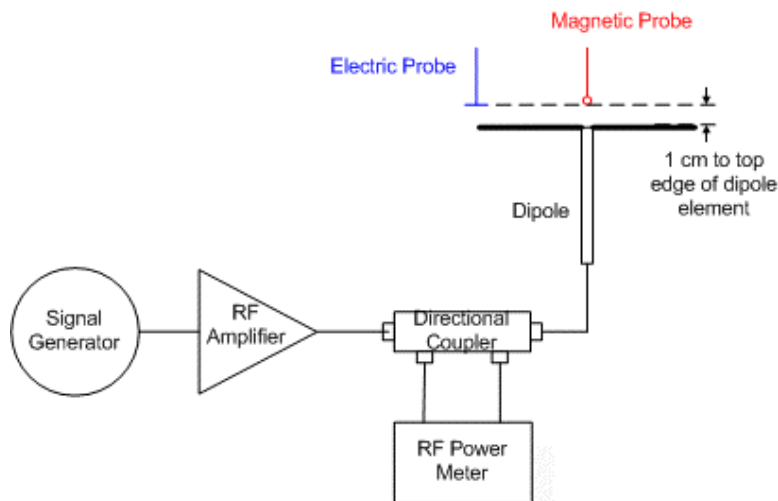 Magnetic Probe
Electric Probe
1 cm to top
edge of dipole
element
Dipole
Signal
Generator
RF
Amplifier
Directional
Coupler
RF Power
Meter